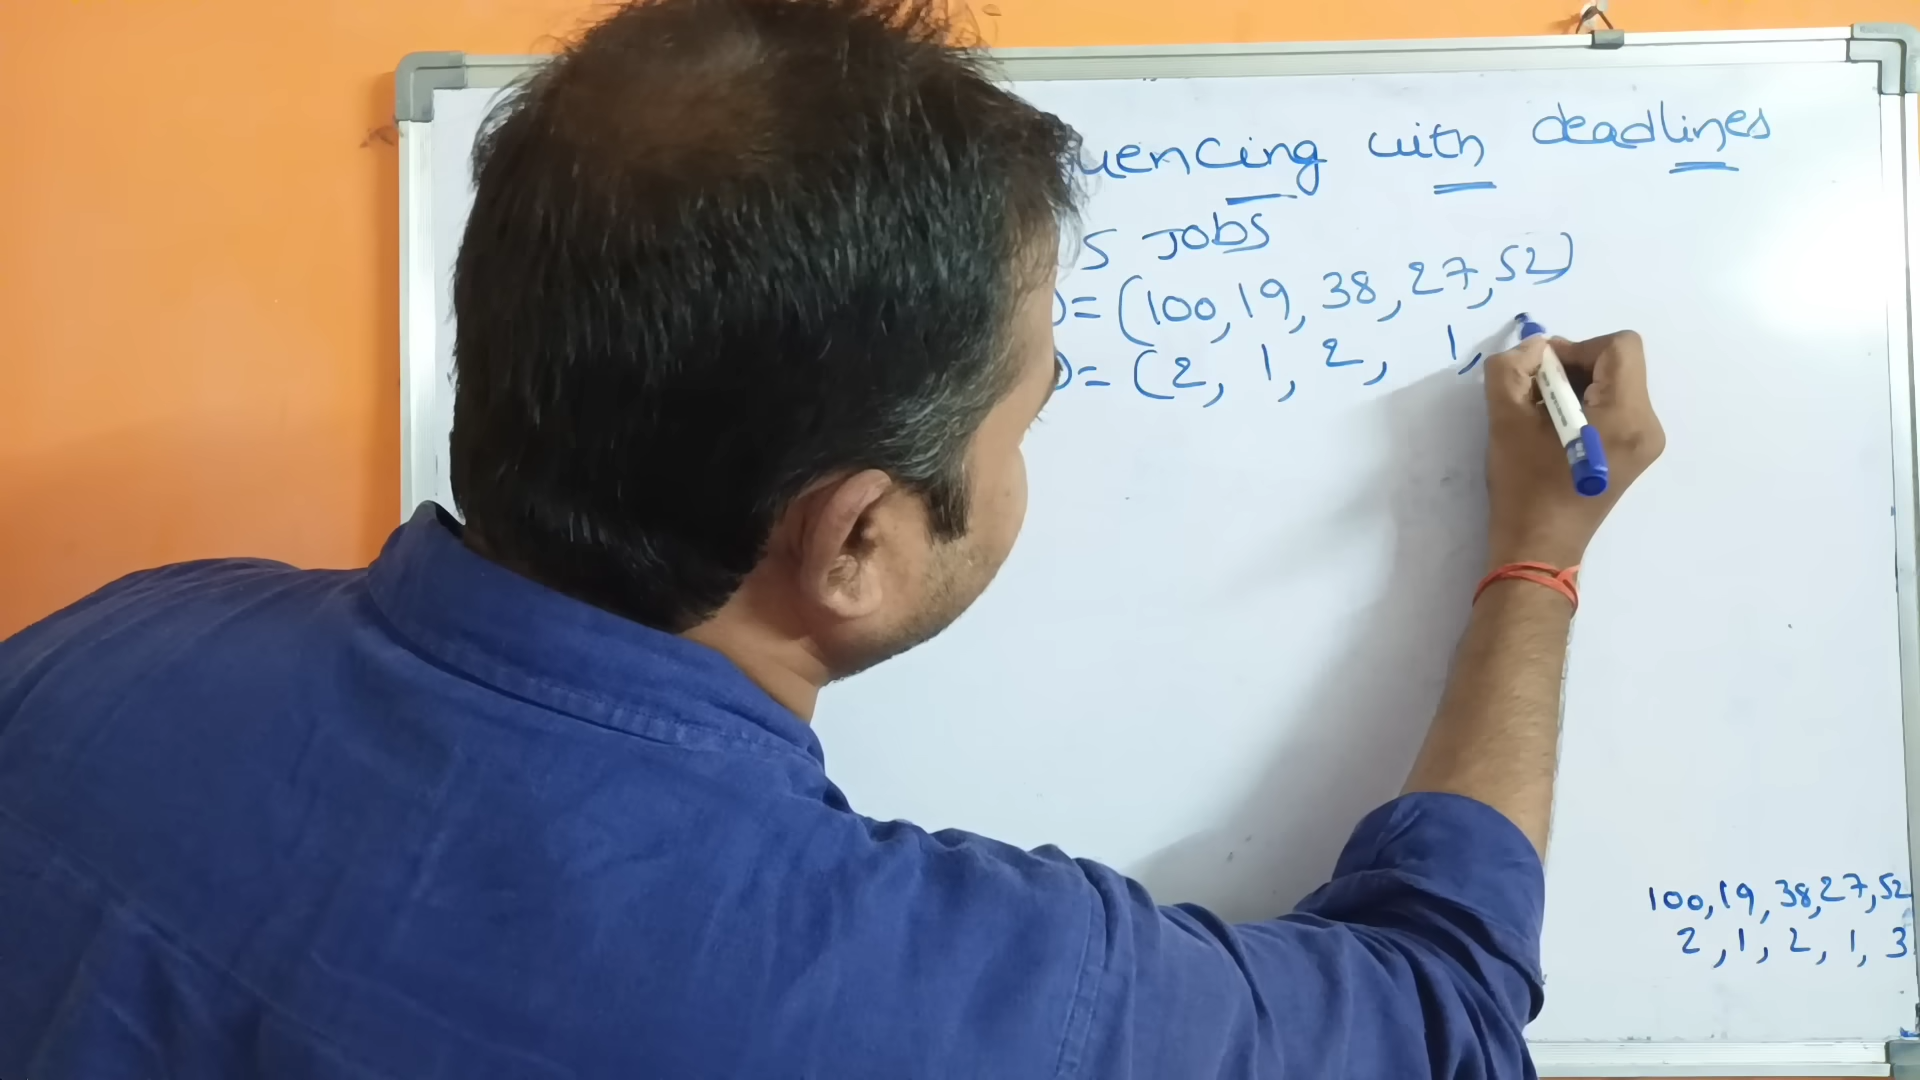 uencing with deadlines
5 JOBS
)=(100,19,38,27,52)
)= (2, 1, 2, 1,
100,19,38,27,52
2,1,2,1,3